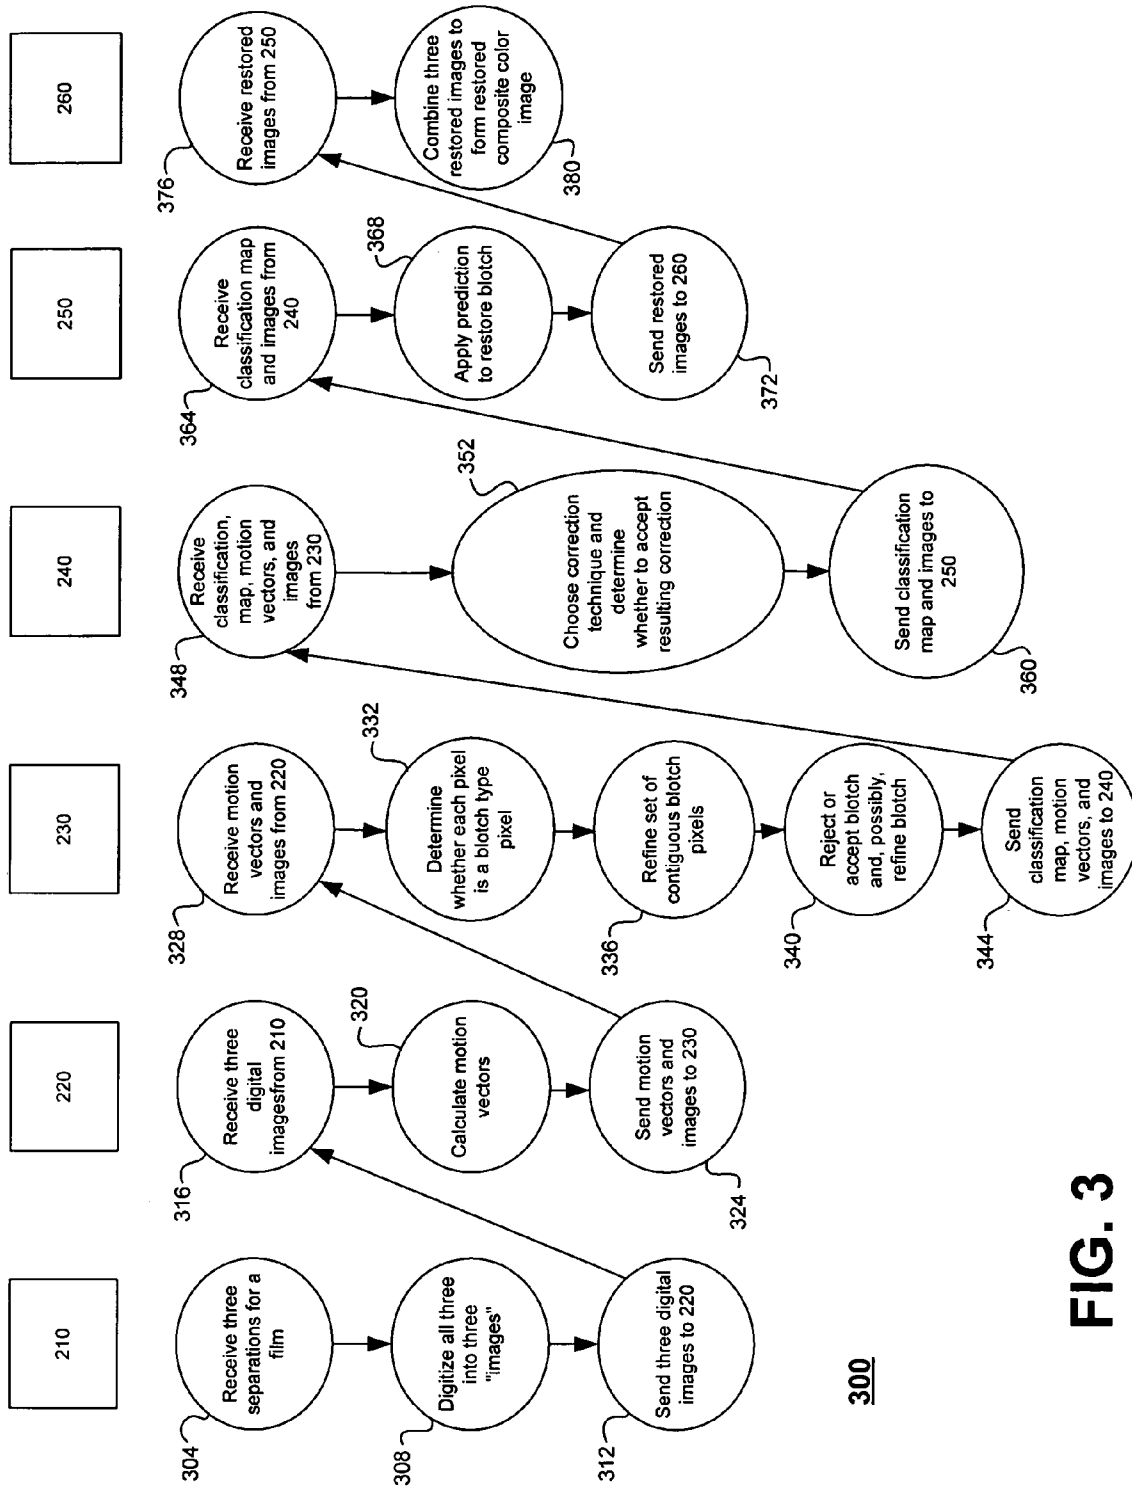 210
220
230
240
250
260
304
Receive three
separations for a
film
308
Digitize all three
into three
"images"
312
Send three digital
images to 220
316
Receive three
digital
imagesfrom 210
320
Calculate motion
vectors
324
Send motion
vectors and
images to 230
328
Receive motion
vectors and
images from 220
332
Determine
whether each pixel
is a blotch type
pixel
336
Refine set of
contiguous blotch
pixels
340
Reject or
accept blotch
and, possibly,
refine blotch
344
Send
classification
map, motion
vectors, and
images to 240
348
Receive
classification,
map, motion
vectors, and
images
from 230
352
Choose correction
technique and
determine
whether to accept
resulting correction
360
Send classification
map and images to
250
364
Receive
classification map
and images from
240
368
Apply prediction
to restore blotch
372
Send restored
images to 260
376
Receive restored
images from 250
380
Combine three
restored images to
form restored
composite color
image
300
FIG. 3